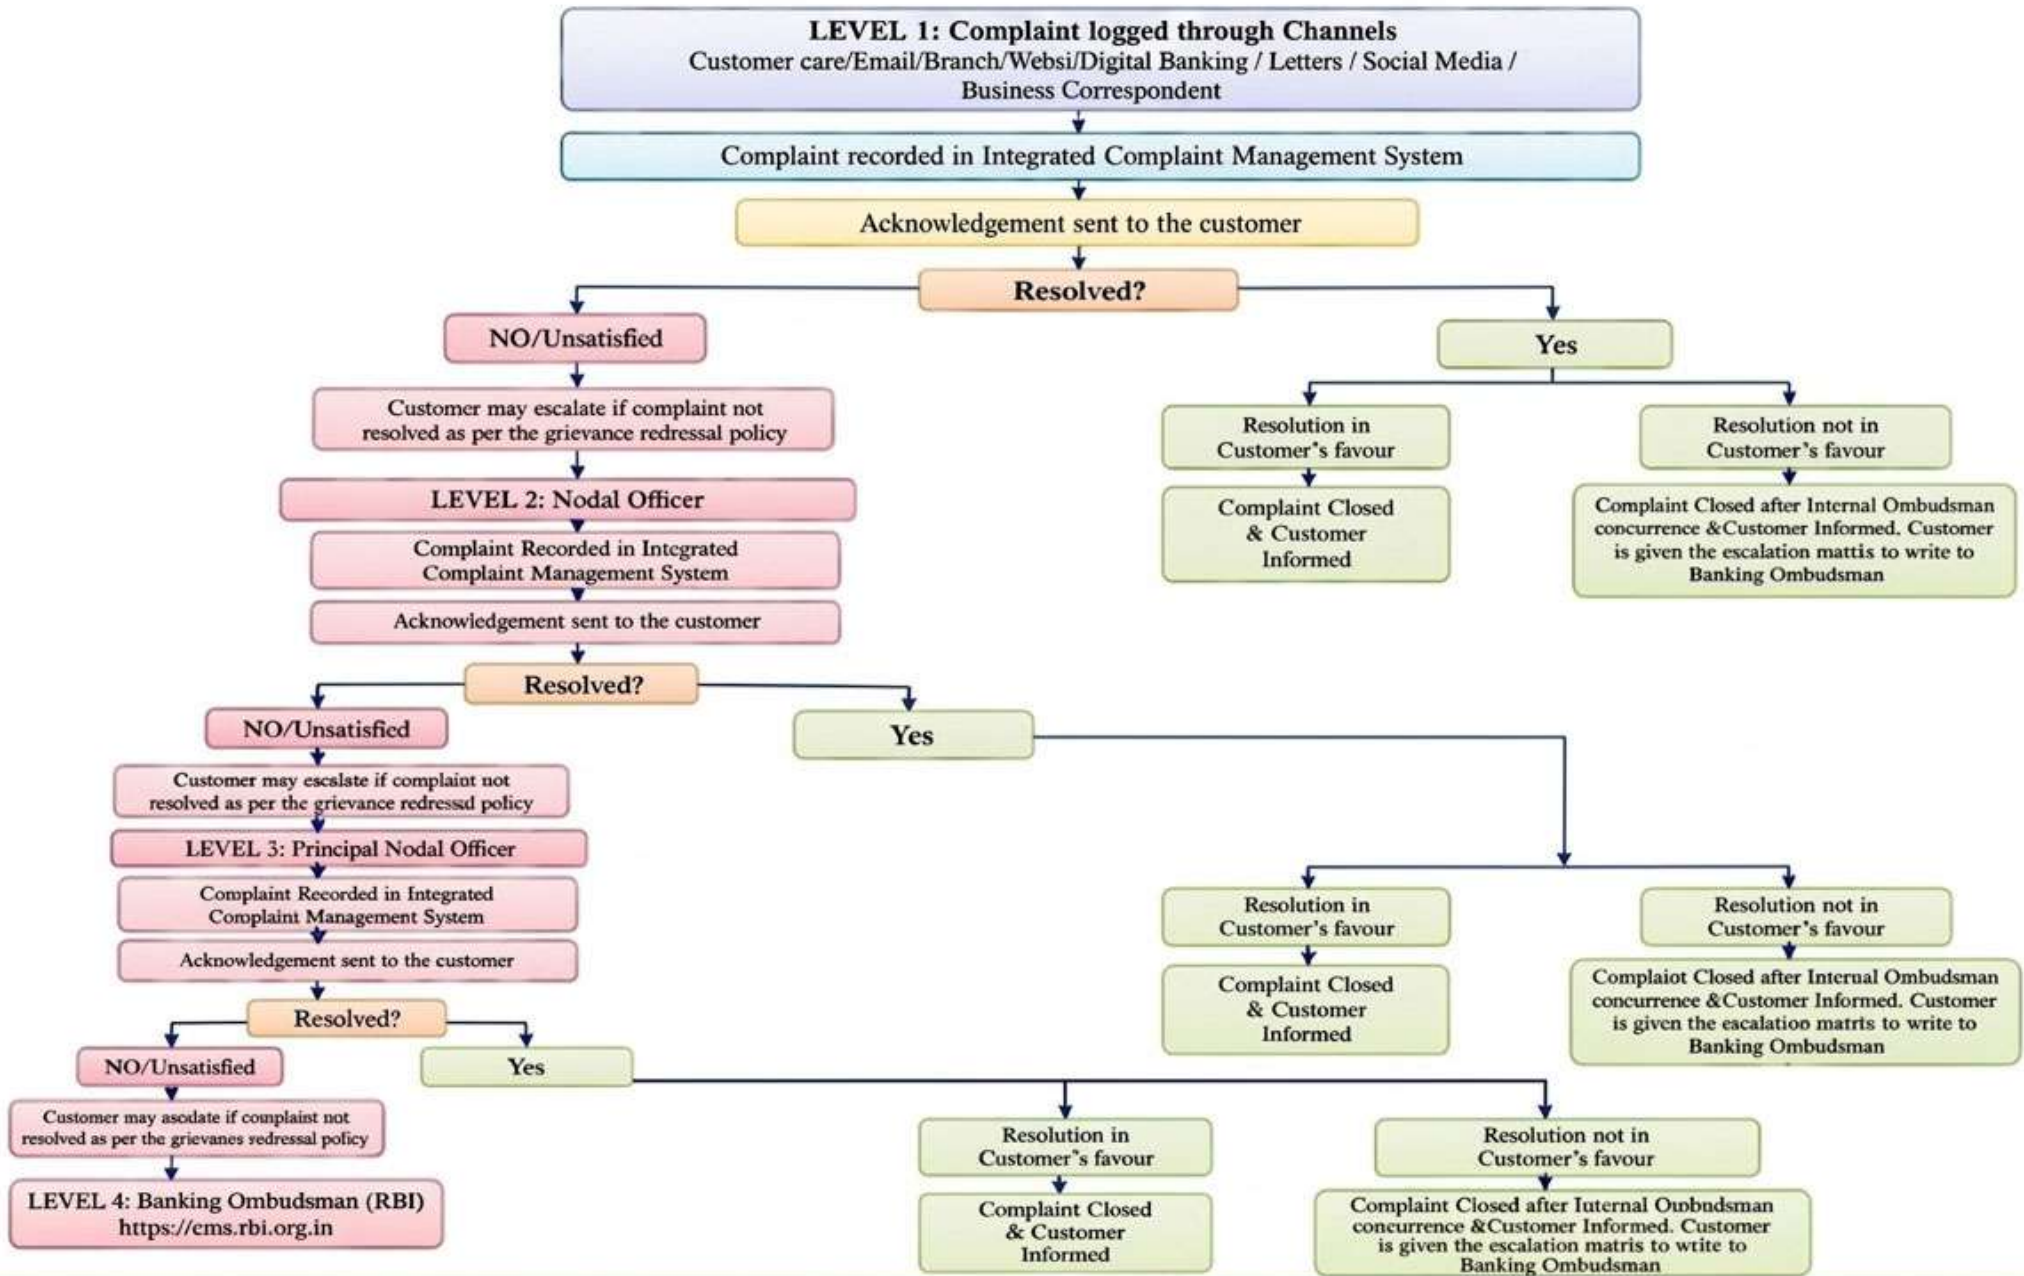 LEVEL 1: Complaint logged through Channels
Customer care/Email/Branch/Websi/Digital Banking / Letters / Social Media /
Business Correspondent
Complaint recorded in Integrated Complaint Management System
Acknowledgement sent to the customer
Resolved?
NO/Unsatisfied
Yes
Customer may escalate if complaint not
resolved as per the grievance redressal policy
Resolution in
Customer's favour
Resolution not in
Customer's favour
LEVEL 2: Nodal Officer
Complaint Closed
& Customer
Informed
Complaint Closed after Internal Ombudsman
concurrence &Customer Informed. Customer
is given the escalation mattis to write to
Banking Ombudsman
Complaint Recorded in Integrated
Complaint Management System
Acknowledgement sent to the customer
Resolved?
NO/Unsatisfied
Yes
Customer may escslate if complaint not
resolved as per the grievance redressal policy
LEVEL 3: Principal Nodal Officer
Complaint Recorded in Integrated
Complaint Management System
Acknowledgement sent to the customer
Resolution in
Customer's favour
Resolution not in
Customer's favour
Complaint Closed
& Customer
Informed
Complaiot Closed after Internal Ombudsman
concurrence &Customer Informed. Customer
is given the eacalation matris to write to
Banking Ombudsman
Resolved?
NO/Unsatisfied
Yes
Customer may asodate if complaist not
resolved as per the grievanes redressal policy
LEVEL 4: Banking Ombudsman (RBI)
https://cms.rbi.org.in
Resolution in
Customer's favour
Resolution not in
Customer's favour
Complaint Closed
& Customer
Informed
Complaint Closed after Iuternal Ombudsman
concurrence &Customer Informed. Customer
is given the escalation matris to write to
Banking Ombudsman